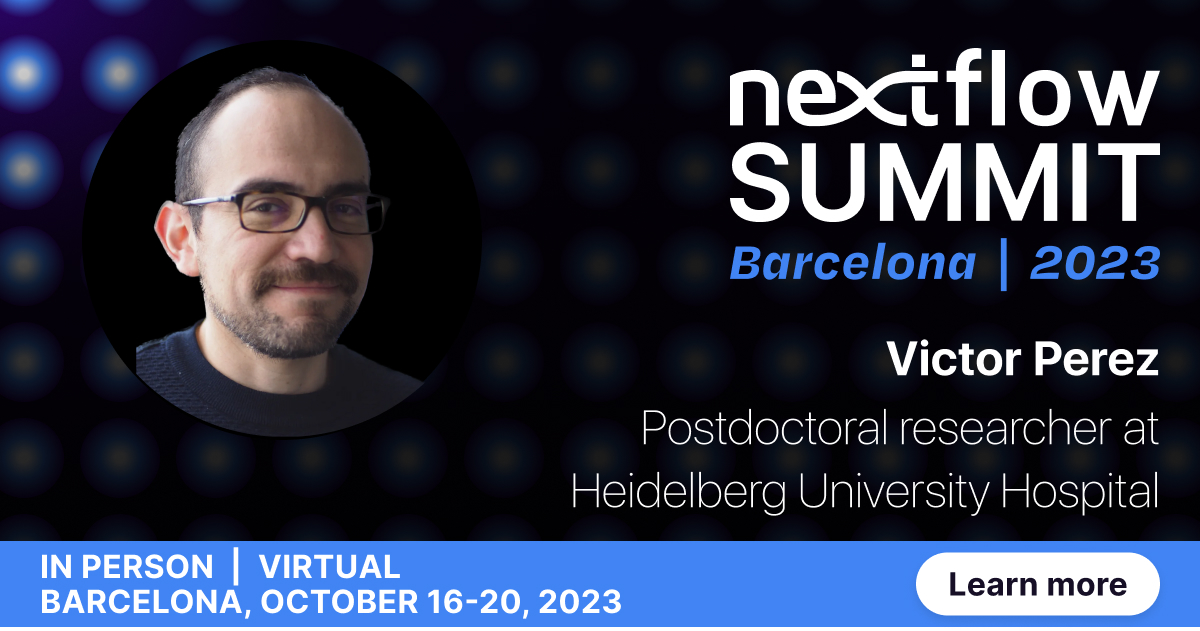 nextflow
SUMMIT
Barcelona | 2023
Victor Perez
Postdoctoral researcher at
Heidelberg University Hospital
IN PERSON | VIRTUAL
BARCELONA, OCTOBER 16-20, 2023
Learn more